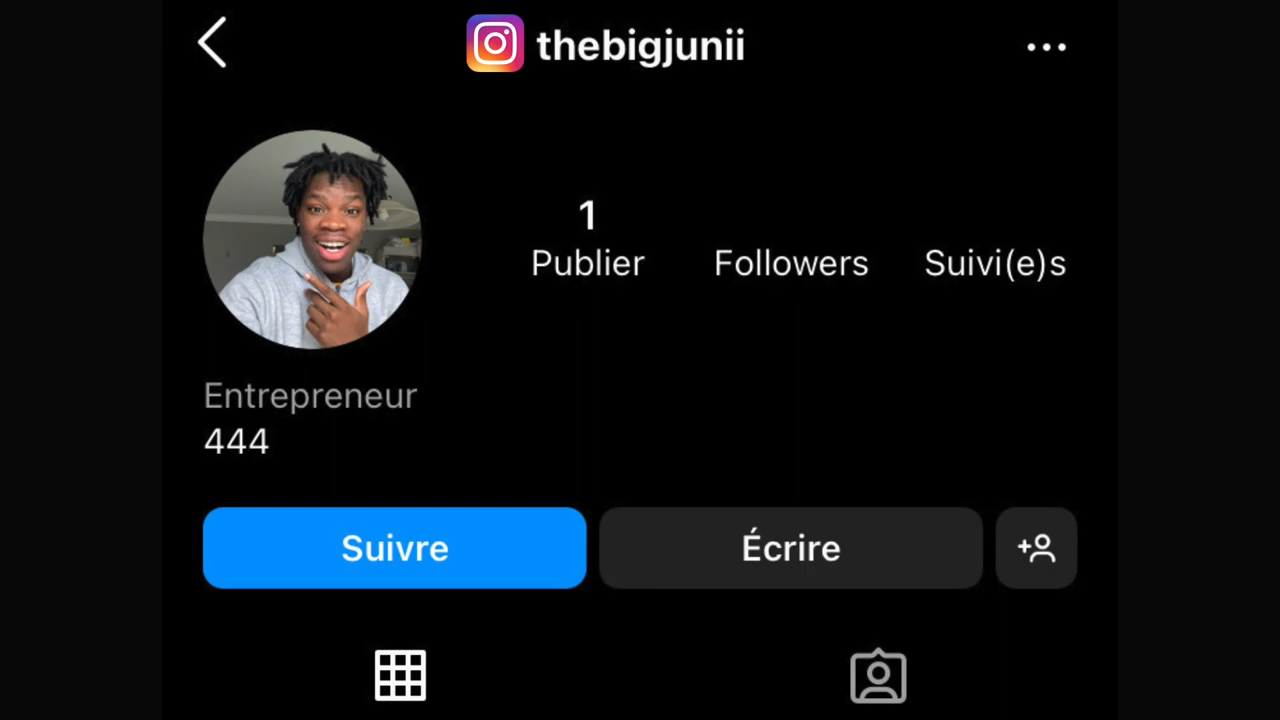 thebigjunii
1
Publier
Followers
Suivi(e)s
Entrepreneur
444
Suivre
Écrire